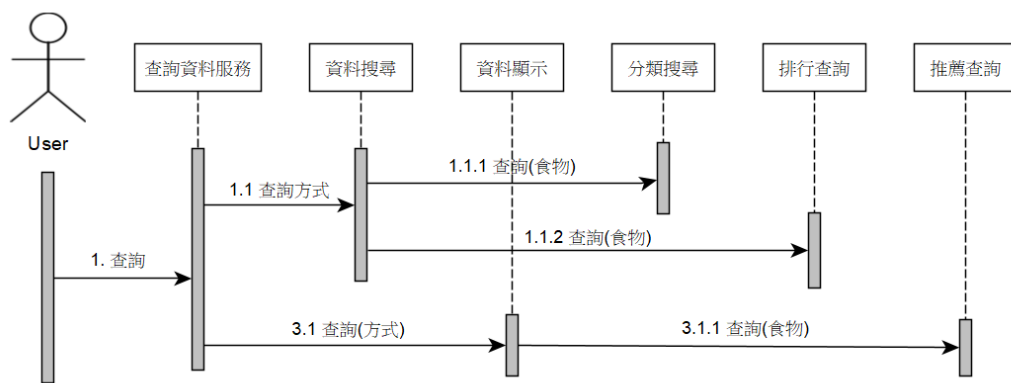 查詢資料服務
資料搜尋
資料顯示
分類搜尋
排行查詢
推薦查詢
User
1.1.1 查詢(食物)
1.1 查詢方式
1.1.2 查詢(食物)
1. 查詢
3.1 查詢(方式)
3.1.1 查詢(食物)